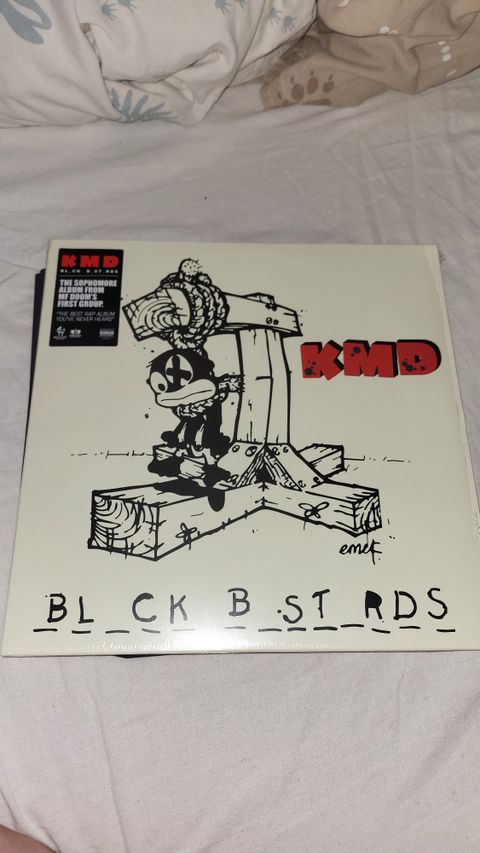 KMD
BL_CK B_ST_RDS
THE SOPHOMORE
ALBUM FROM
MF DOOM'S
FIRST GROUP.
"THE BEST RAP ALBUM
YOU'VE NEVER HEARD"
KMD
emek
BL_CK B_ST_RDS